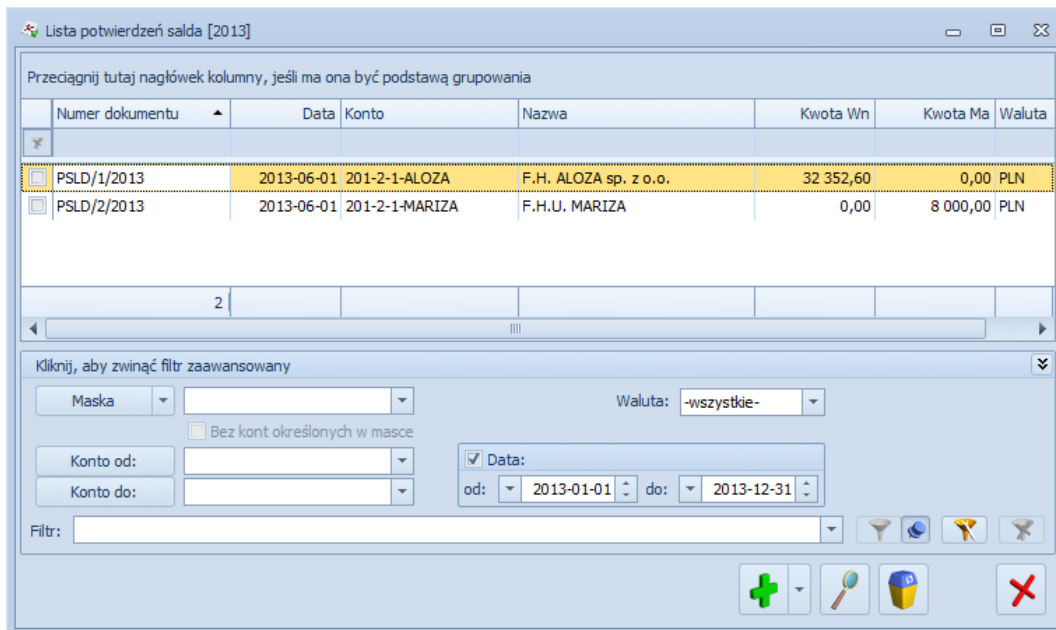 Lista potwierdzeń salda [2013]
Przeciągnij tutaj nagłówek kolumny, jeśli ma ona być podstawą grupowania
Numer dokumentu Data Konto Nazwa Kwota Wn Kwota Ma Waluta
PSLD/1/2013 2013-06-01 201-2-1-ALOZA F.H. ALOZA sp. z o.o. 32 352,60 0,00 PLN
PSLD/2/2013 2013-06-01 201-2-1-MARIZA F.H.U. MARIZA 0,00 8 000,00 PLN
2
Kliknij, aby zwinąć filtr zaawansowany
Maska Waluta: -wszystkie-
Bez kont określonych w masce
Konto od: Data:
Konto do: od: 2013-01-01 do: 2013-12-31
Filtr: